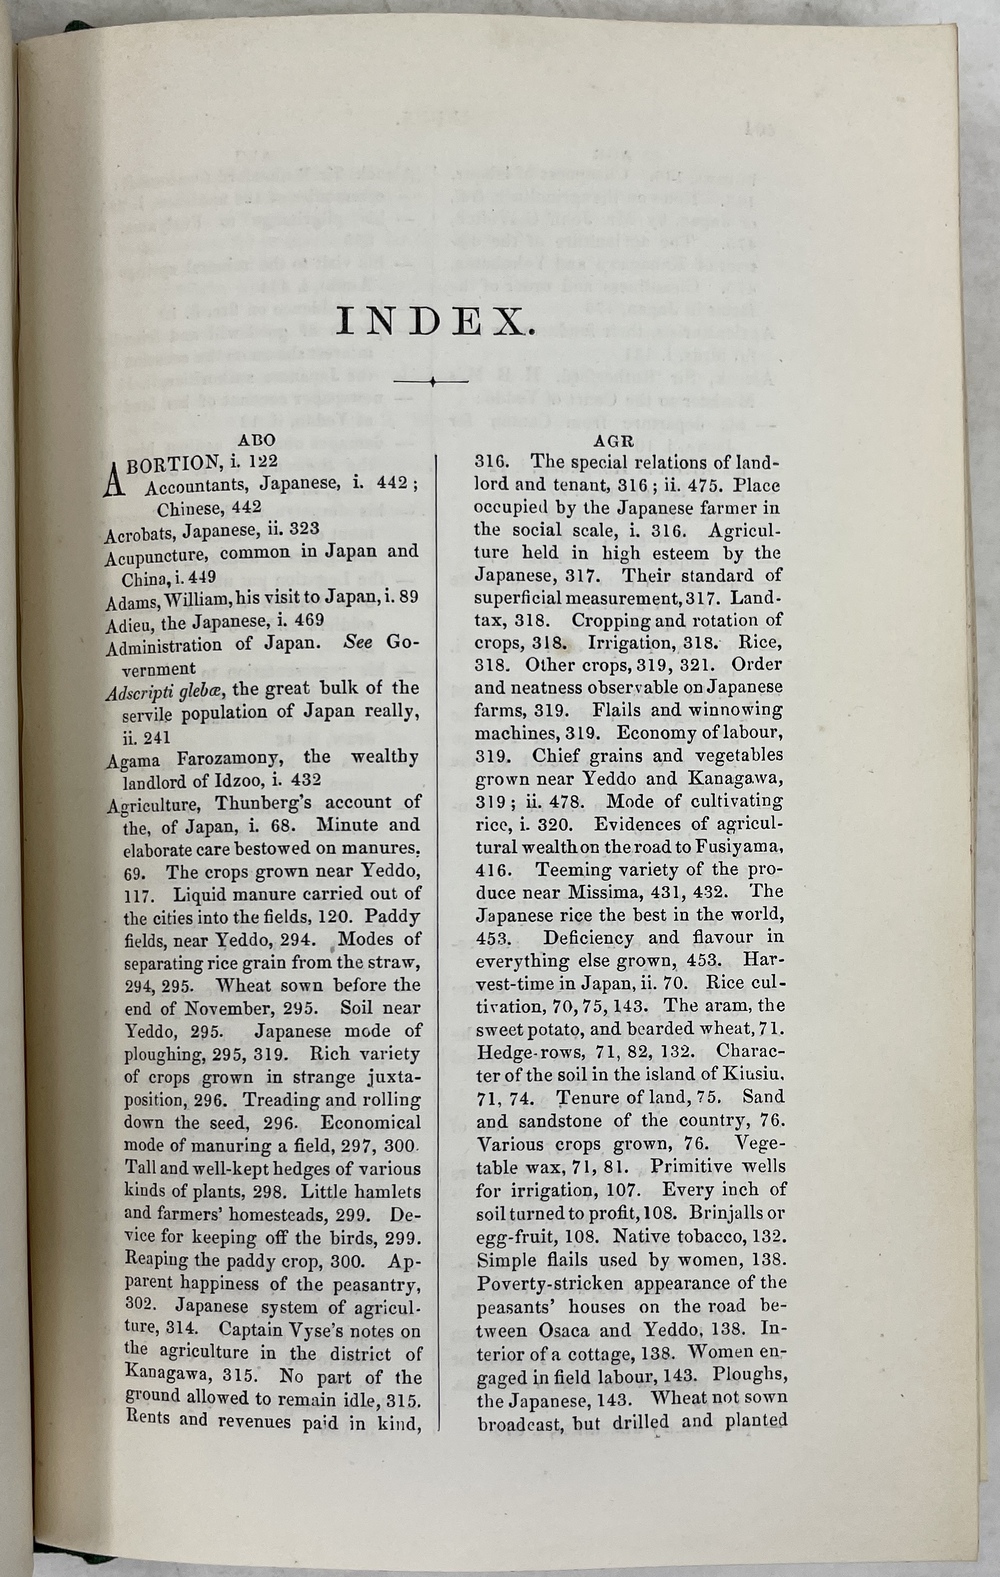 INDEX.
ABO
ABORTION, i. 122
Accountants, Japanese, i. 442;
Chinese, 442
Acrobats, Japanese, ii. 323
Acupuncture, common in Japan and
China, i. 449
Adams, William, his visit to Japan, i. 89
Adieu, the Japanese, i. 469
Administration of Japan. See Go-
vernment
Adscripti glebæ, the great bulk of the
servile population of Japan really,
ii. 241
Agama Farozamony, the wealthy
landlord of Idzoo, i. 432
Agriculture, Thunberg's account of
the, of Japan, i. 68. Minute and
elaborate care bestowed on manures,
69. The crops grown near Yeddo,
117. Liquid manure carried out of
the cities into the fields, 120. Paddy
fields, near Yeddo, 294. Modes of
separating rice grain from the straw,
294, 295. Wheat sown before the
end of November, 295. Soil near
Yeddo, 295. Japanese mode of
ploughing, 295, 319. Rich variety
of crops grown in strange juxta-
position, 296. Treading and rolling
down the seed, 296. Economical
mode of manuring a field, 297, 300.
Tall and well-kept hedges of various
kinds of plants, 298. Little hamlets
and farmers' homesteads, 299. De-
vice for keeping off the birds, 299.
Reaping the paddy crop, 300. Ap-
parent happiness of the peasantry,
302. Japanese system of agricul-
ture, 314. Captain Vyse's notes on
the agriculture in the district of
Kanagawa, 315. No part of the
ground allowed to remain idle, 315.
Rents and revenues paid in kind,
AGR
316. The special relations of land-
lord and tenant, 316; ii. 475. Place
occupied by the Japanese farmer in
the social scale, i. 316. Agricul-
ture held in high esteem by the
Japanese, 317. Their standard of
superficial measurement, 317. Land-
tax, 318. Cropping and rotation of
crops, 318. Irrigation, 318. Rice,
318. Other crops, 319, 321. Order
and neatness observable on Japanese
farms, 319. Flails and winnowing
machines, 319. Economy of labour,
319. Chief grains and vegetables
grown near Yeddo and Kanagawa,
319; ii. 478. Mode of cultivating
rice, i. 320. Evidences of agricul-
tural wealth on the road to Fusiyama,
416. Teeming variety of the pro-
duce near Missima, 431, 432. The
Japanese rice the best in the world,
453. Deficiency and flavour in
everything else grown, 453. Har-
vest-time in Japan, ii. 70. Rice cul-
tivation, 70, 75, 143. The aram, the
sweet potato, and bearded wheat, 71.
Hedge-rows, 71, 82, 132. Charac-
ter of the soil in the island of Kiusiu.
71, 74. Tenure of land, 75. Sand
and sandstone of the country, 76.
Various crops grown, 76. Vege-
table wax, 71, 81. Primitive wells
for irrigation, 107. Every inch of
soil turned to profit, 108. Brinjalls or
egg-fruit, 108. Native tobacco, 132.
Simple flails used by women, 138.
Poverty-stricken appearance of the
peasants' houses on the road be-
tween Osaca and Yeddo, 138. In-
terior of a cottage, 138. Women en-
gaged in field labour, 143. Ploughs,
the Japanese, 143. Wheat not sown
broadcast, but drilled and planted